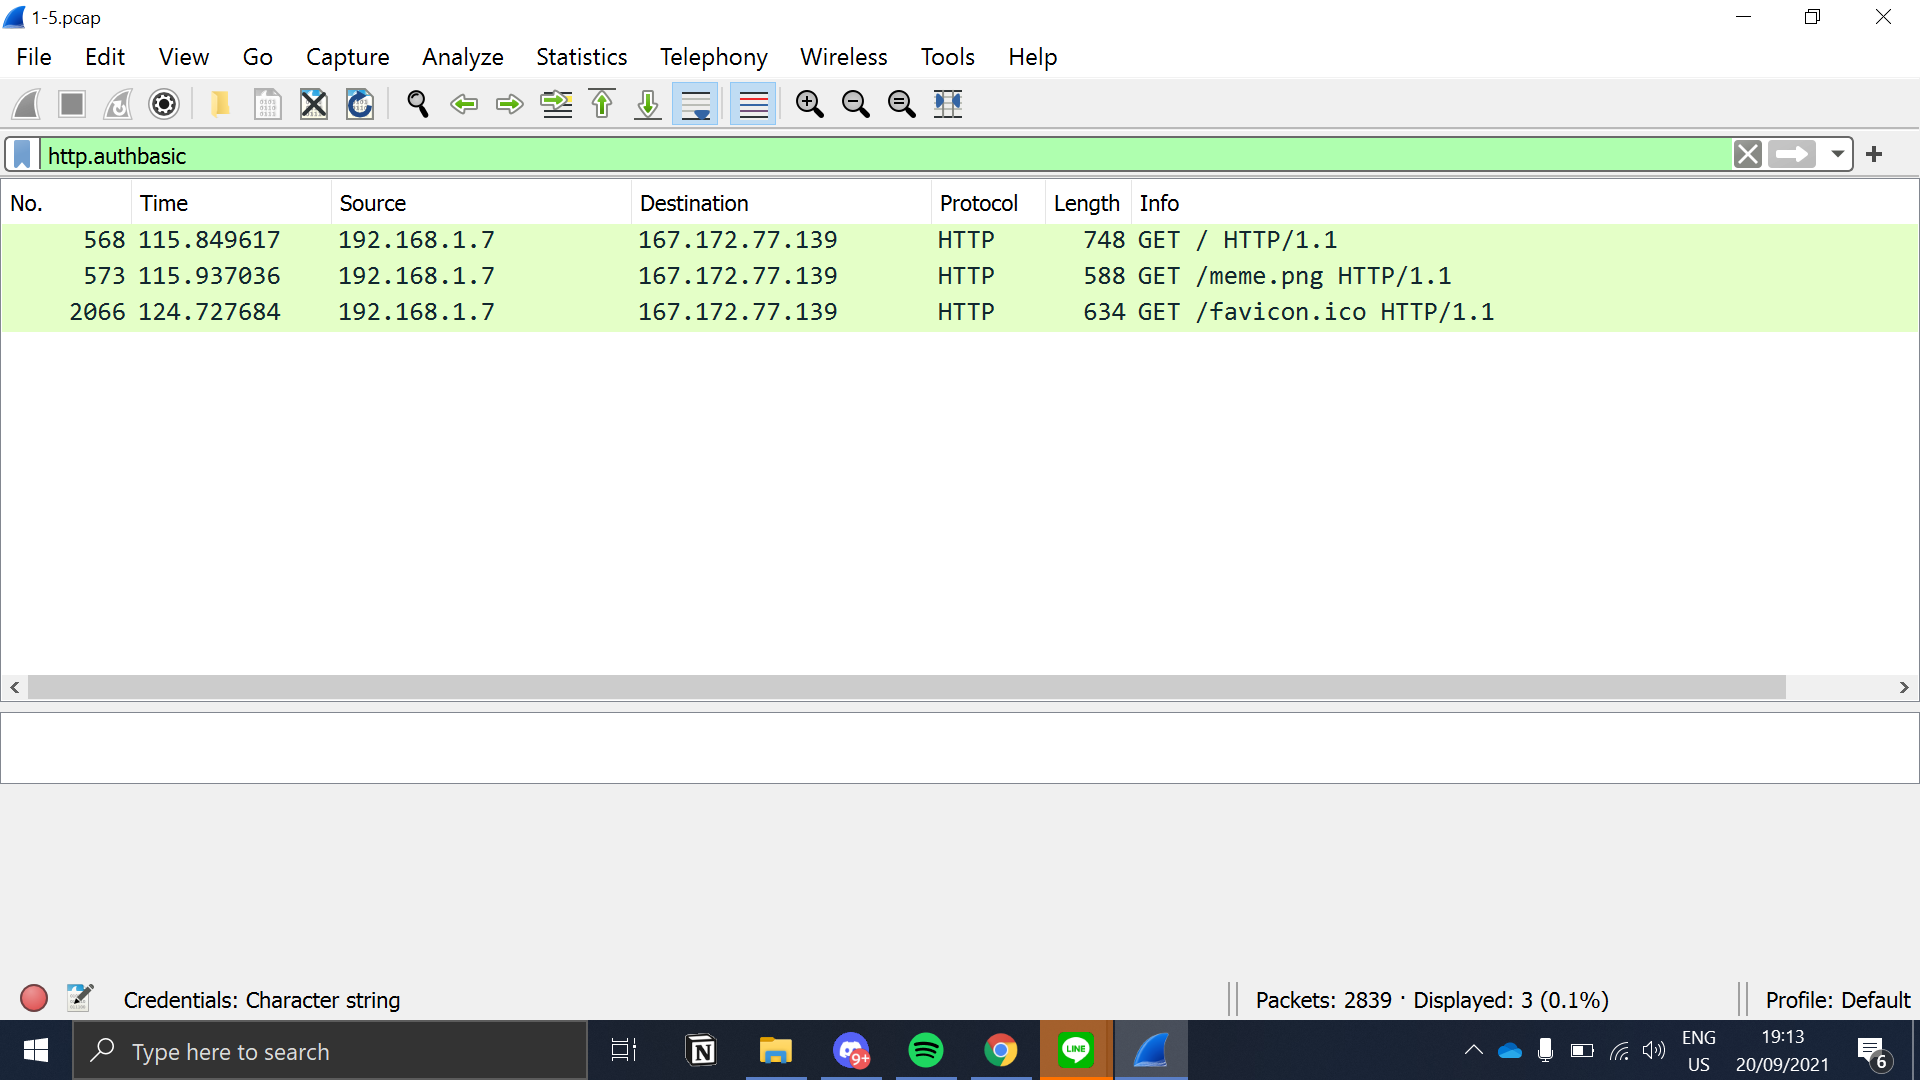 1-5.pcap
File Edit View Go Capture Analyze Statistics Telephony Wireless Tools Help
http.authbasic
No. Time Source Destination Protocol Length Info
568 115.849617 192.168.1.7 167.172.77.139 HTTP 748 GET / HTTP/1.1
573 115.937036 192.168.1.7 167.172.77.139 HTTP 588 GET /meme.png HTTP/1.1
2066 124.727684 192.168.1.7 167.172.77.139 HTTP 634 GET /favicon.ico HTTP/1.1
Credentials: Character string Packets: 2839 · Displayed: 3 (0.1%) Profile: Default
Type here to search
9+
LINE
ENG
US
19:13
20/09/2021
6